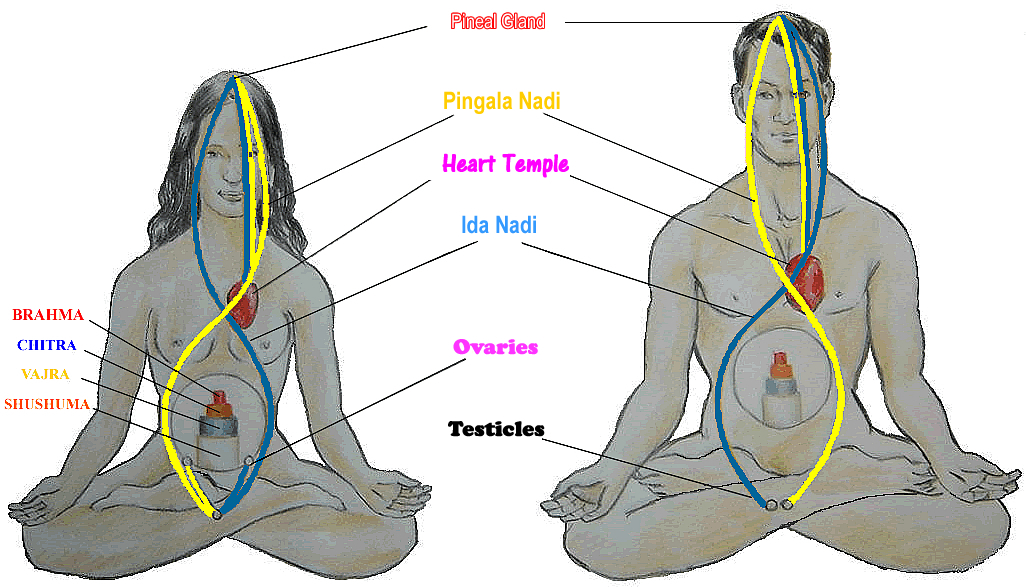 Pineal Gland
Pingala Nadi
Heart Temple
Ida Nadi
BRAHMA
CHITRA
VAJRA
SHUSHUMA
Ovaries
Testicles